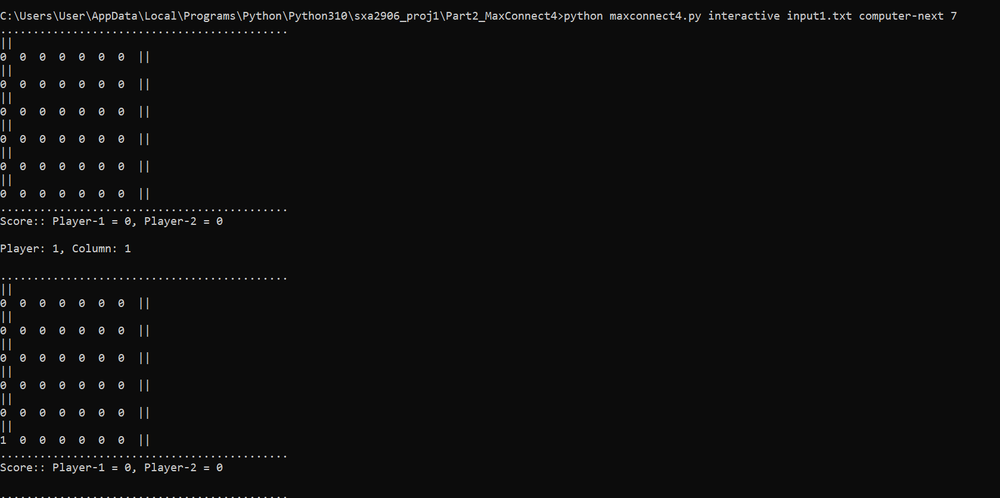 C:\Users\User\AppData\Local\Programs\Python\Python310\sxa2906_proj1\Part2_MaxConnect4>python maxconnect4.py interactive input1.txt computer-next 7
............................................
||
0  0  0  0  0  0  0  ||
||
0  0  0  0  0  0  0  ||
||
0  0  0  0  0  0  0  ||
||
0  0  0  0  0  0  0  ||
||
0  0  0  0  0  0  0  ||
||
0  0  0  0  0  0  0  ||
............................................
Score:: Player-1 = 0, Player-2 = 0
Player: 1, Column: 1
............................................
||
0  0  0  0  0  0  0  ||
||
0  0  0  0  0  0  0  ||
||
0  0  0  0  0  0  0  ||
||
0  0  0  0  0  0  0  ||
||
0  0  0  0  0  0  0  ||
||
1  0  0  0  0  0  0  ||
............................................
Score:: Player-1 = 0, Player-2 = 0
............................................